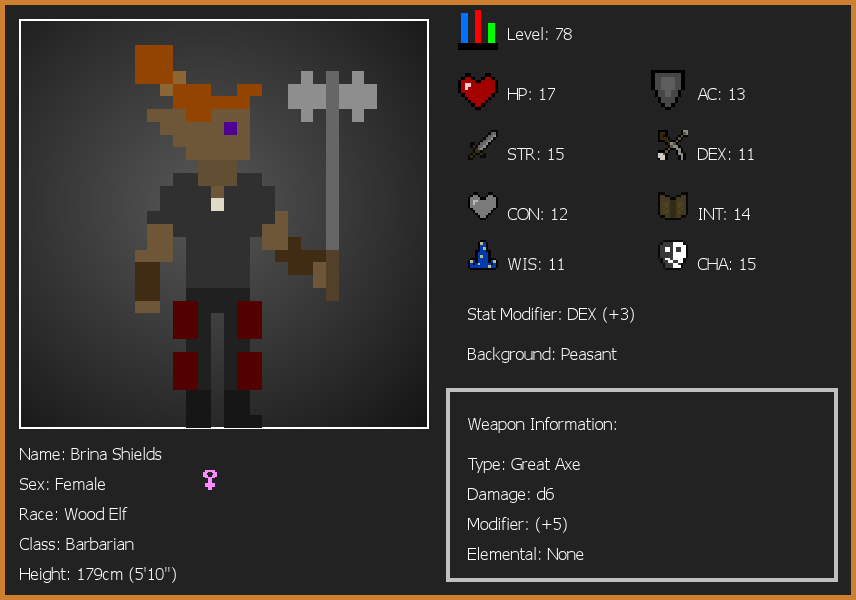 Level: 78
HP: 17
AC: 13
STR: 15
DEX: 11
CON: 12
INT: 14
WIS: 11
CHA: 15
Stat Modifier: DEX (+3)
Background: Peasant
Weapon Information:
Type: Great Axe
Damage: d6
Modifier: (+5)
Elemental: None
Name: Brina Shields
Sex: Female
Race: Wood Elf
Class: Barbarian
Height: 179cm (5'10")